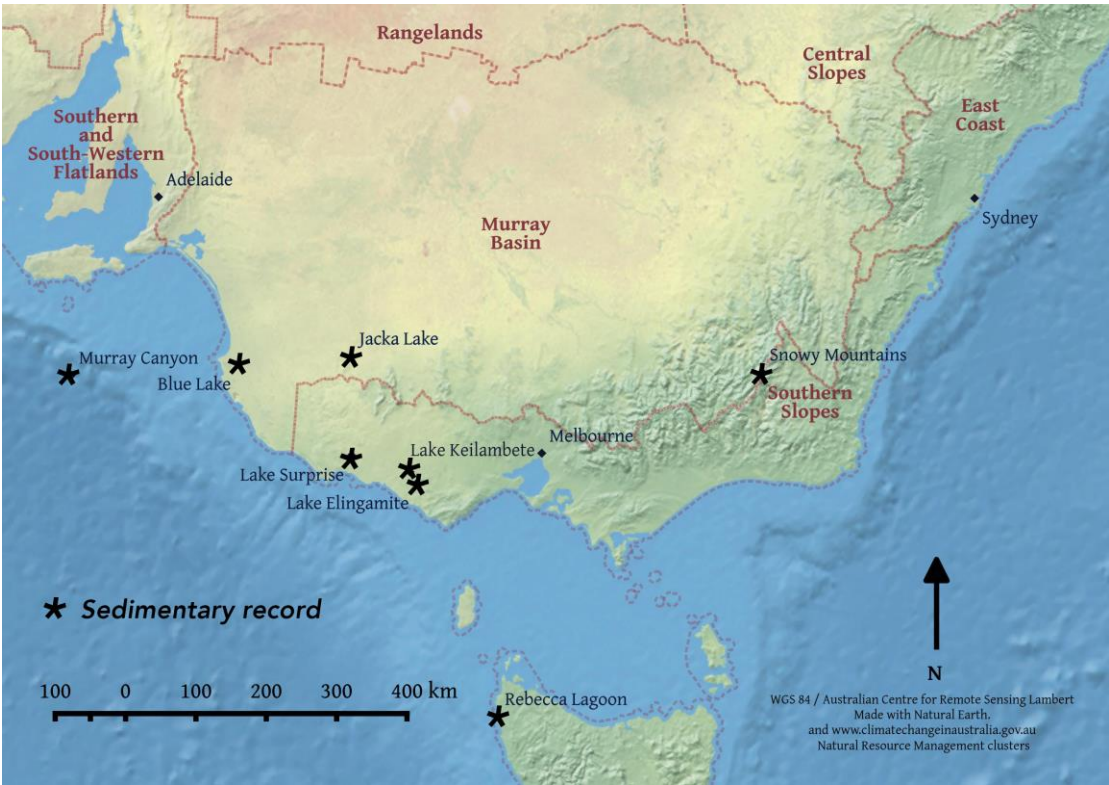 Rangelands
Central
Slopes
East
Coast
Southern
and
South-Western
Flatlands
Adelaide
Murray
Basin
Sydney
Jacka Lake
Murray Canyon
Blue Lake
Snowy Mountains
Southern
Slopes
Melbourne
Lake Keilambete
Lake Surprise
Lake Elingamite
* Sedimentary record
100 0 100 200 300 400 km
Rebecca Lagoon
N
WGS 84 / Australian Centre for Remote Sensing Lambert
Made with Natural Earth.
and www.climatechangeinaustralia.gov.au
Natural Resource Management clusters